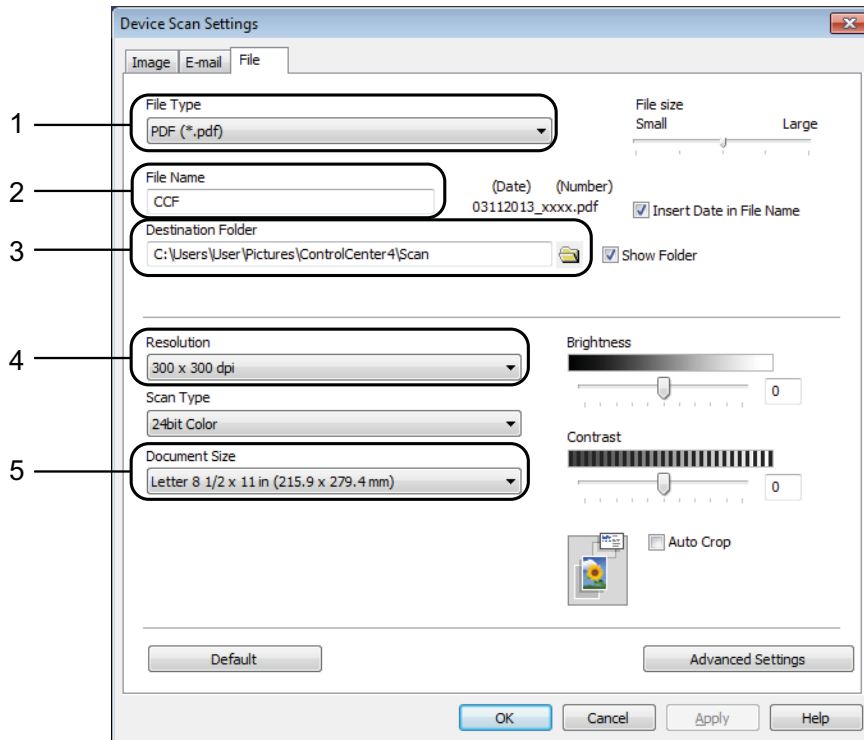 Device Scan Settings
Image E-mail File
1
File Type
PDF (*.pdf)
File size
Small Large
2
File Name
CCF
(Date) (Number)
03112013_xxxx.pdf
Insert Date in File Name
3
Destination Folder
C:\Users\User\Pictures\ControlCenter4\Scan
Show Folder
4
Resolution
300 x 300 dpi
Brightness
0
Scan Type
24bit Color
Contrast
0
5
Document Size
Letter 8 1/2 x 11 in (215.9 x 279.4 mm)
Auto Crop
Default
Advanced Settings
OK Cancel Apply Help